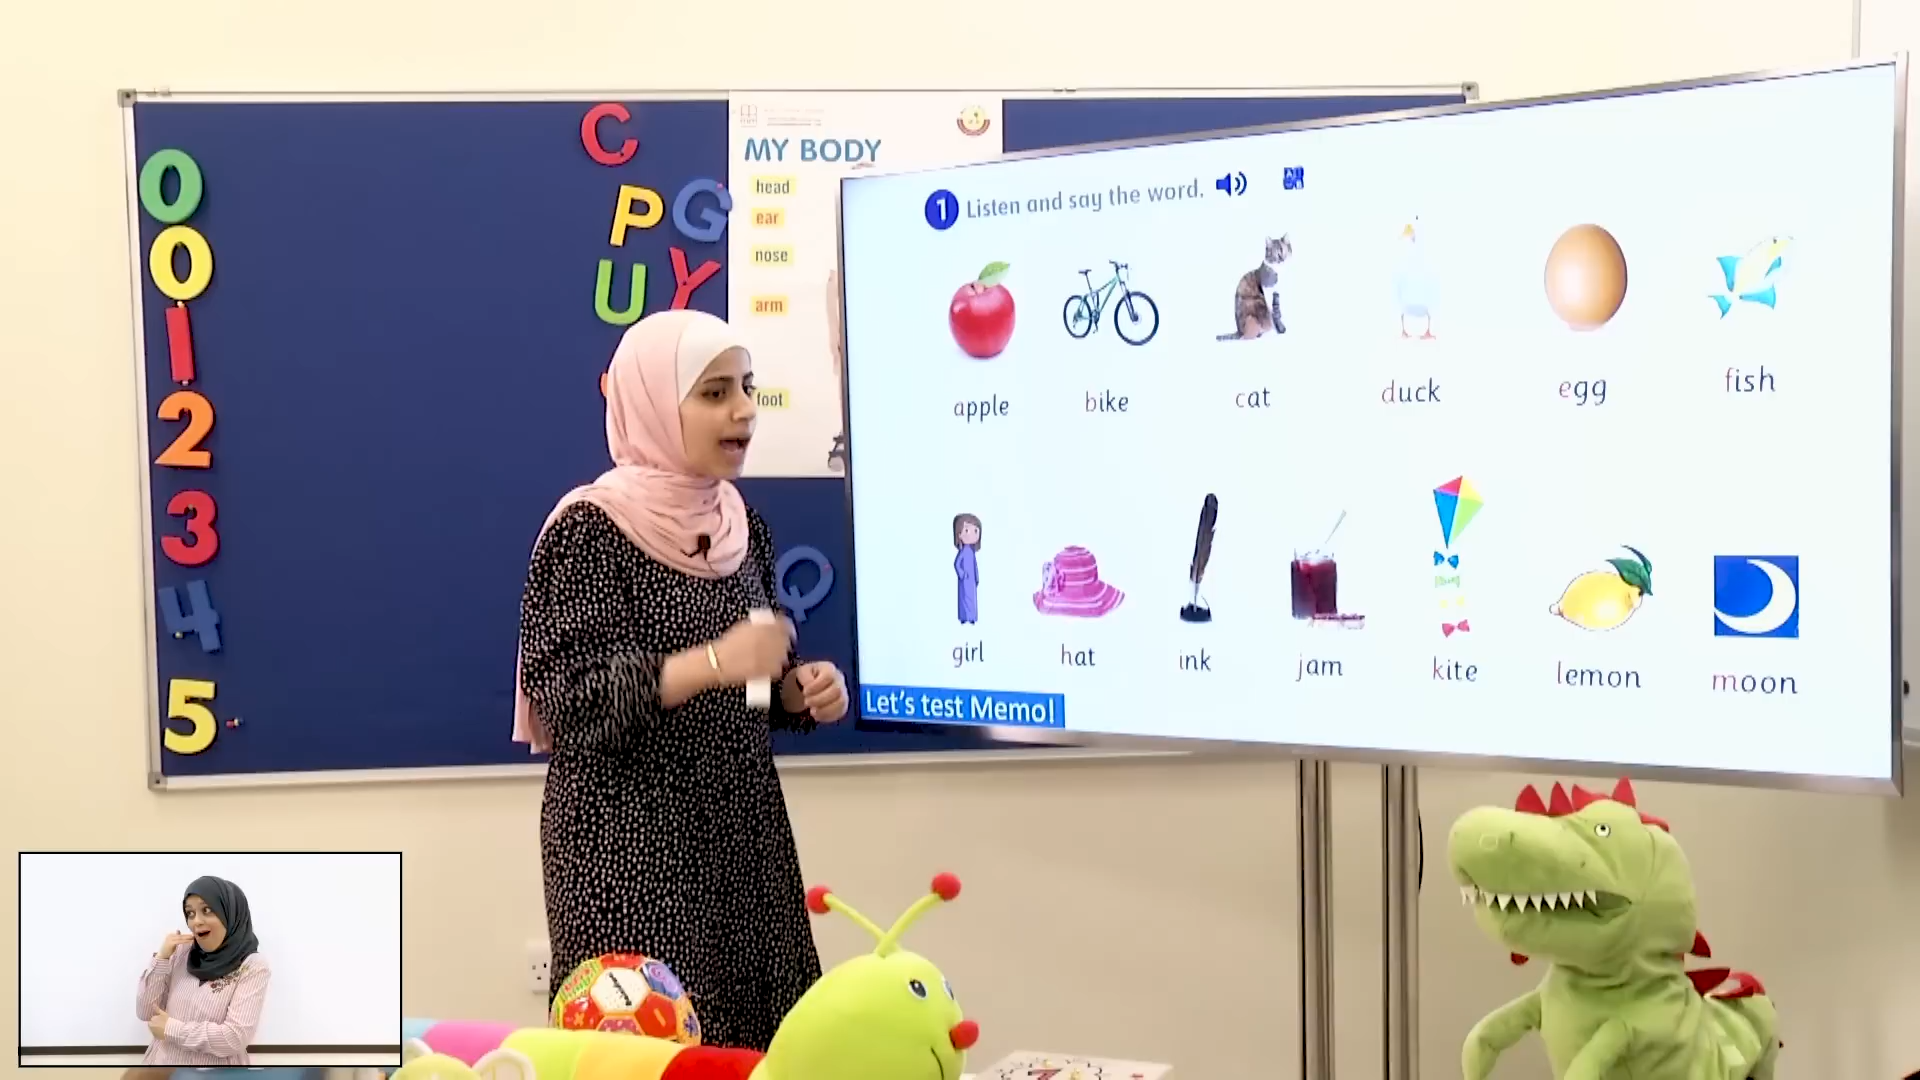 0
0
1
2
3
4
5
C
P G
U Y
Q
MY BODY
head
ear
nose
arm
foot
1 Listen and say the word.
apple bike cat duck egg fish
girl hat ink jam kite lemon moon
Let's test Memo!